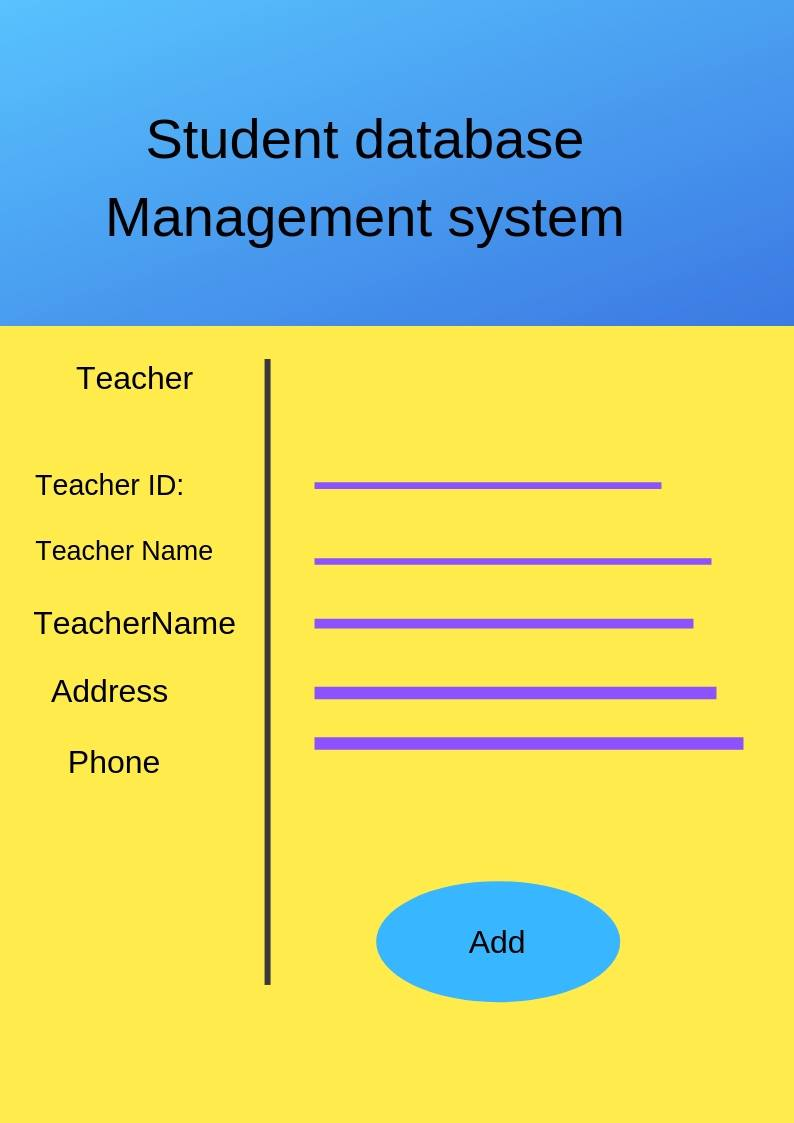 Student database
Management system
Teacher
Teacher ID:
Teacher Name
TeacherName
Address
Phone
Add